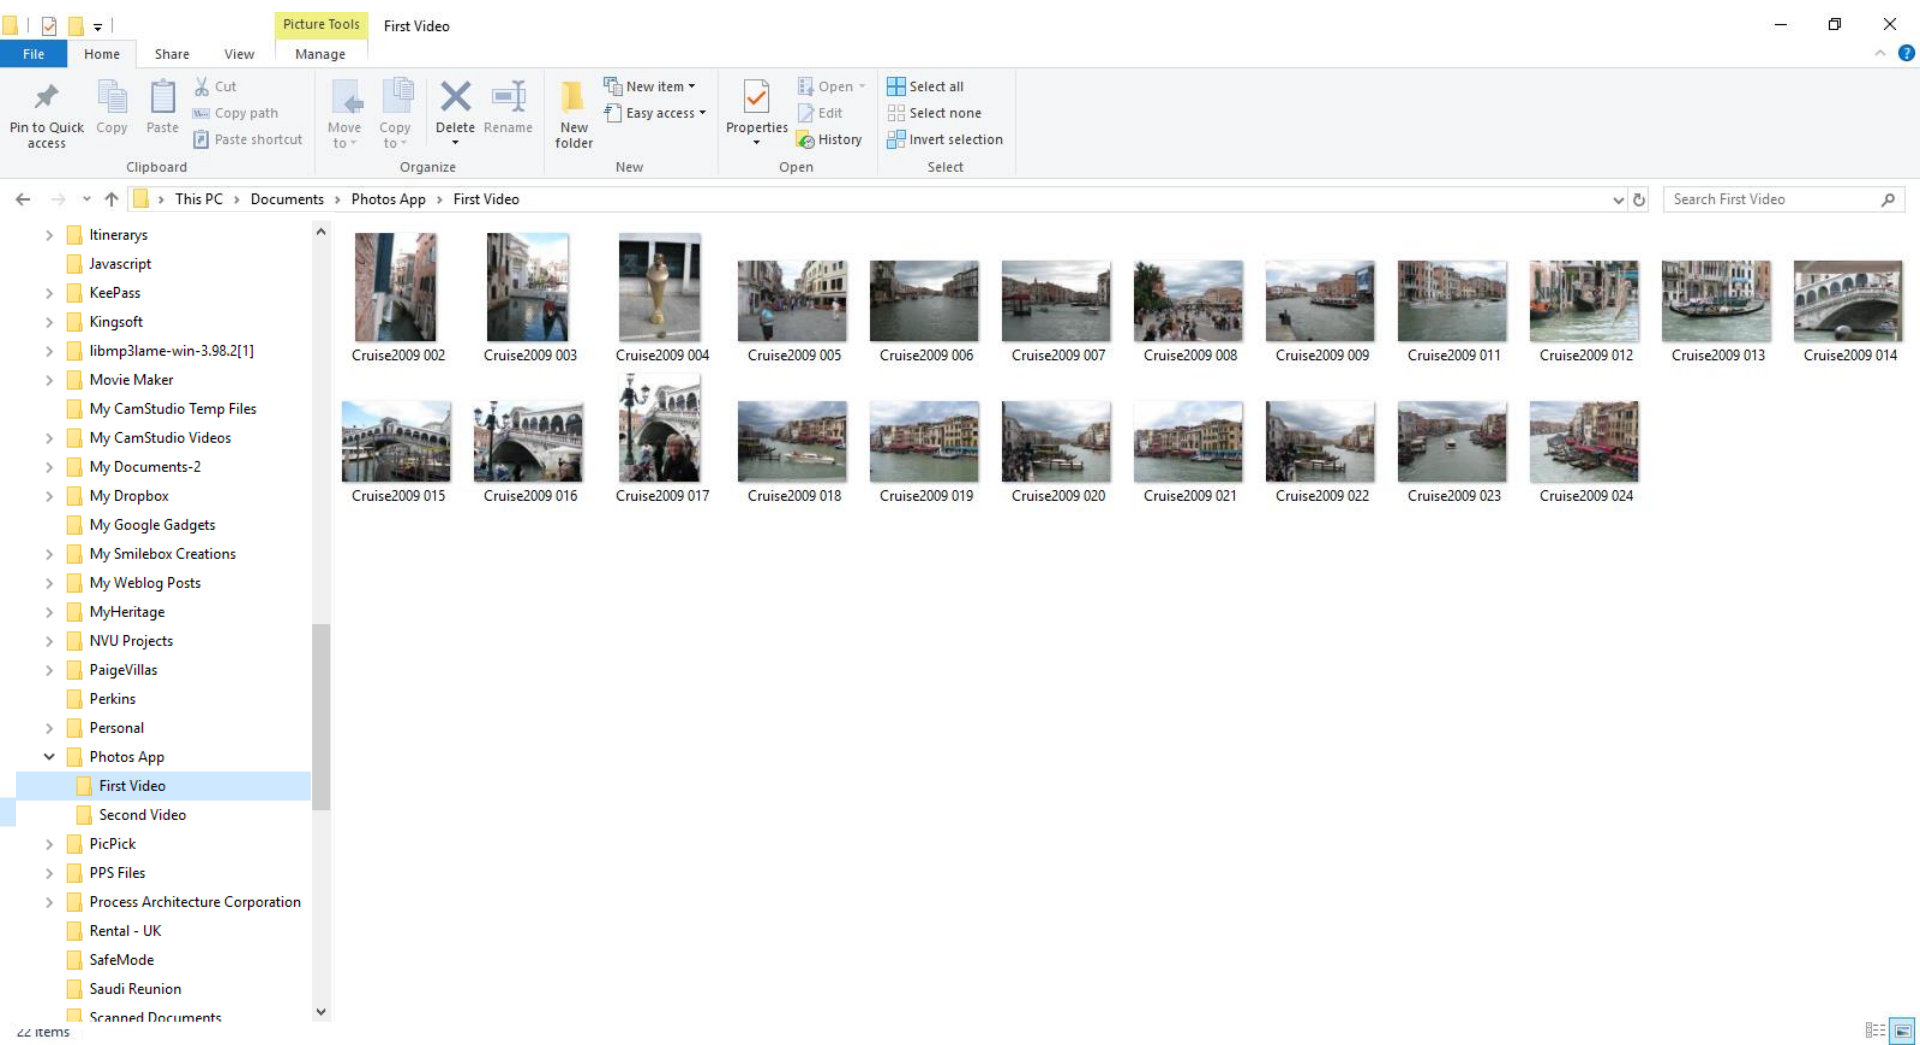 Picture Tools
First Video
File
Home
Share
View
Manage
Pin to Quick access
Copy
Paste
Cut
Copy path
Paste shortcut
Clipboard
Move to
Copy to
Delete
Rename
Organize
New folder
New item
Easy access
New
Properties
Open
Edit
History
Open
Select all
Select none
Invert selection
Select
This PC > Documents > Photos App > First Video
Search First Video
Itinerarys
Javascript
KeePass
Kingsoft
libmp3lame-win-3.98.2[1]
Movie Maker
My CamStudio Temp Files
My CamStudio Videos
My Documents-2
My Dropbox
My Google Gadgets
My Smilebox Creations
My Weblog Posts
MyHeritage
NVU Projects
PaigeVillas
Perkins
Personal
Photos App
First Video
Second Video
PicPick
PPS Files
Process Architecture Corporation
Rental - UK
SafeMode
Saudi Reunion
Scanned Documents
Cruise2009 002
Cruise2009 003
Cruise2009 004
Cruise2009 005
Cruise2009 006
Cruise2009 007
Cruise2009 008
Cruise2009 009
Cruise2009 011
Cruise2009 012
Cruise2009 013
Cruise2009 014
Cruise2009 015
Cruise2009 016
Cruise2009 017
Cruise2009 018
Cruise2009 019
Cruise2009 020
Cruise2009 021
Cruise2009 022
Cruise2009 023
Cruise2009 024
22 items